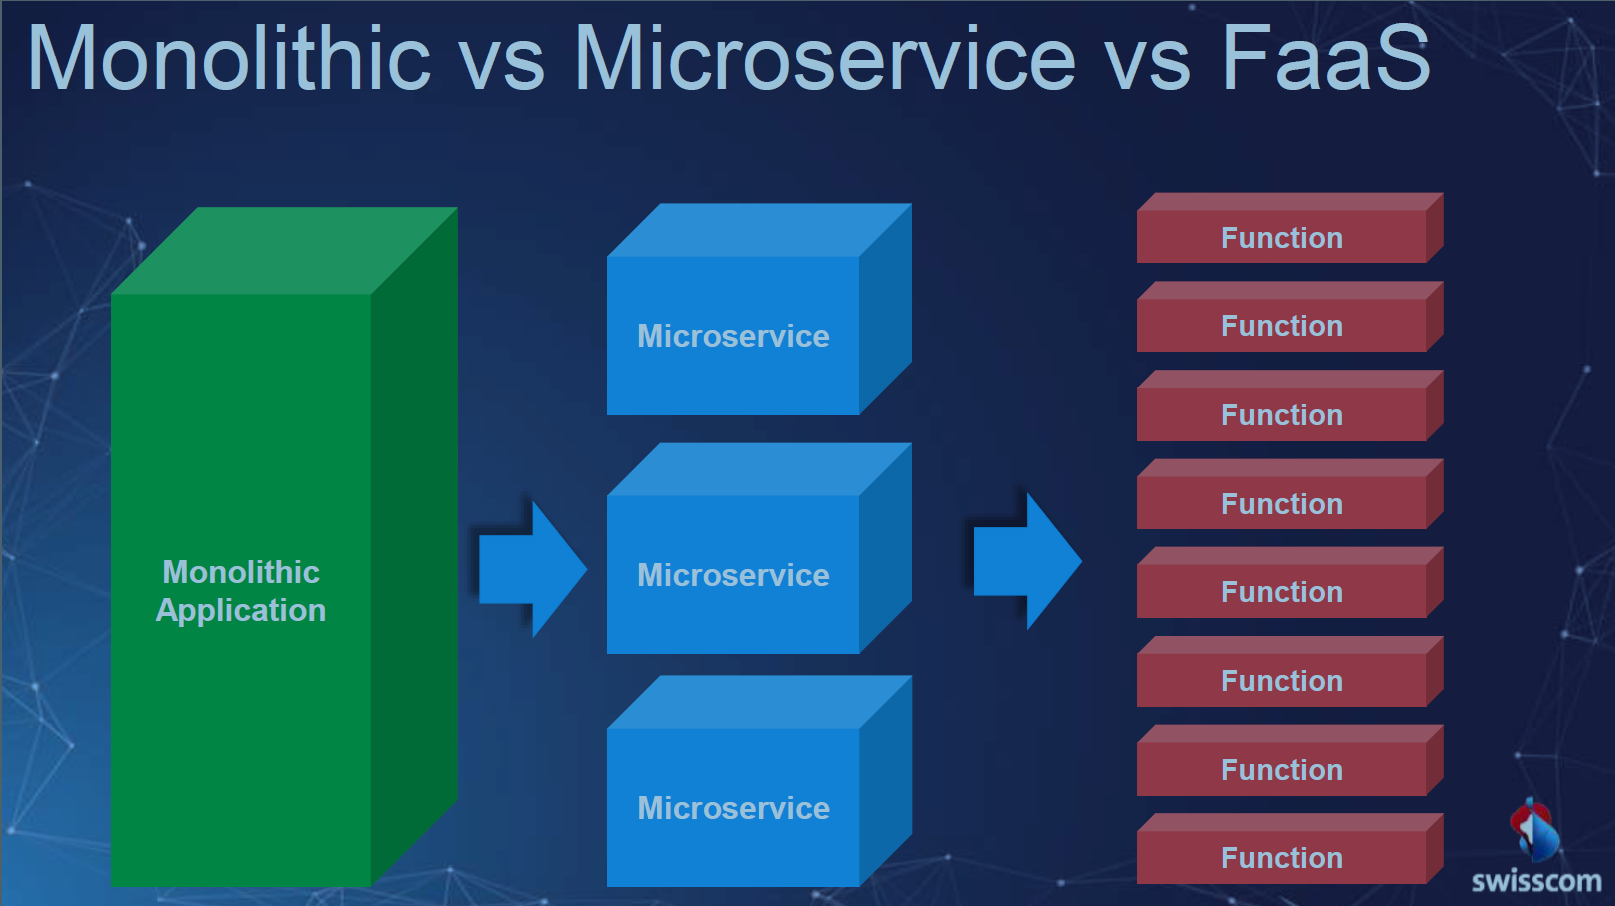 Monolithic vs Microservice vs FaaS
Monolithic
Application
Microservice
Microservice
Microservice
Function
Function
Function
Function
Function
Function
Function
Function
swisscom